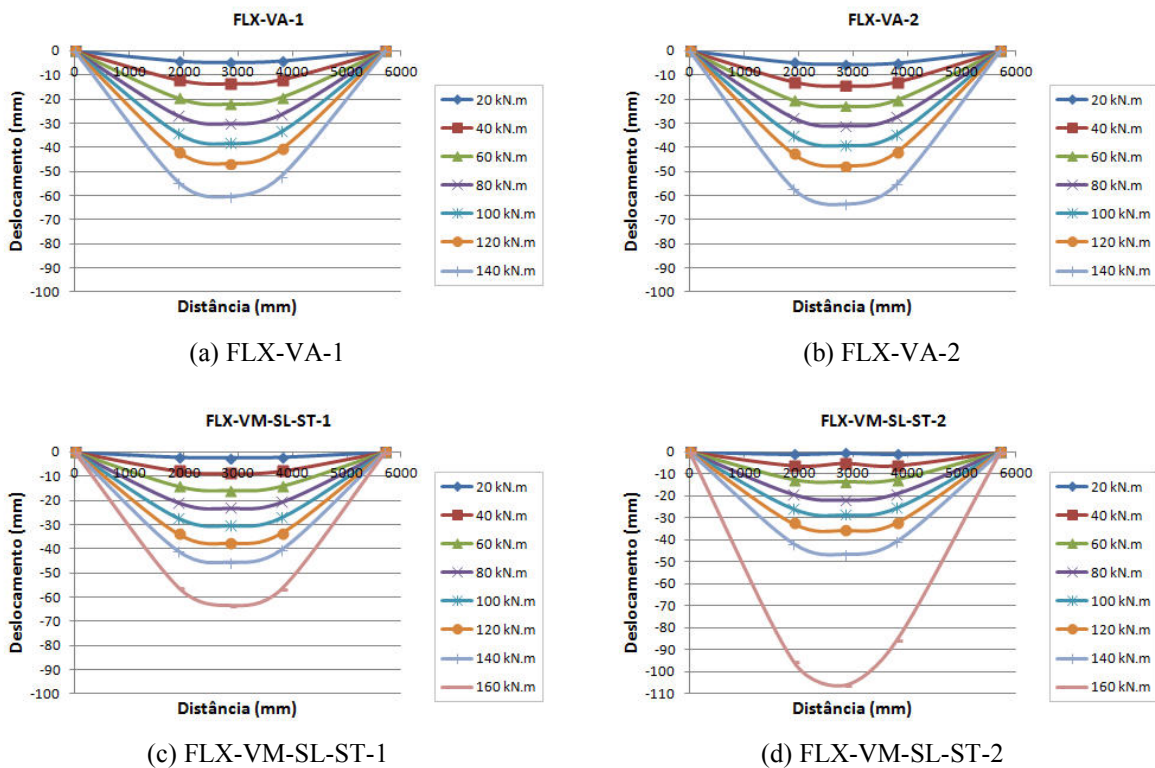 FLX-VA-1
Deslocamento (mm)
0
-10
-20
-30
-40
-50
-60
-70
-80
-90
-100
0 1000 2000 3000 4000 5000 6000
Distância (mm)
20 kN.m
40 kN.m
60 kN.m
80 kN.m
100 kN.m
120 kN.m
140 kN.m
(a) FLX-VA-1
FLX-VA-2
Deslocamento (mm)
0
-10
-20
-30
-40
-50
-60
-70
-80
-90
-100
0 1000 2000 3000 4000 5000 6000
Distância (mm)
20 kN.m
40 kN.m
60 kN.m
80 kN.m
100 kN.m
120 kN.m
140 kN.m
(b) FLX-VA-2
FLX-VM-SL-ST-1
Deslocamento (mm)
0
-10
-20
-30
-40
-50
-60
-70
-80
-90
-100
0 1000 2000 3000 4000 5000 6000
Distância (mm)
20 kN.m
40 kN.m
60 kN.m
80 kN.m
100 kN.m
120 kN.m
140 kN.m
160 kN.m
(c) FLX-VM-SL-ST-1
FLX-VM-SL-ST-2
Deslocamento (mm)
0
-10
-20
-30
-40
-50
-60
-70
-80
-90
-100
-110
0 1000 2000 3000 4000 5000 6000
Distância (mm)
20 kN.m
40 kN.m
60 kN.m
80 kN.m
100 kN.m
120 kN.m
140 kN.m
160 kN.m
(d) FLX-VM-SL-ST-2